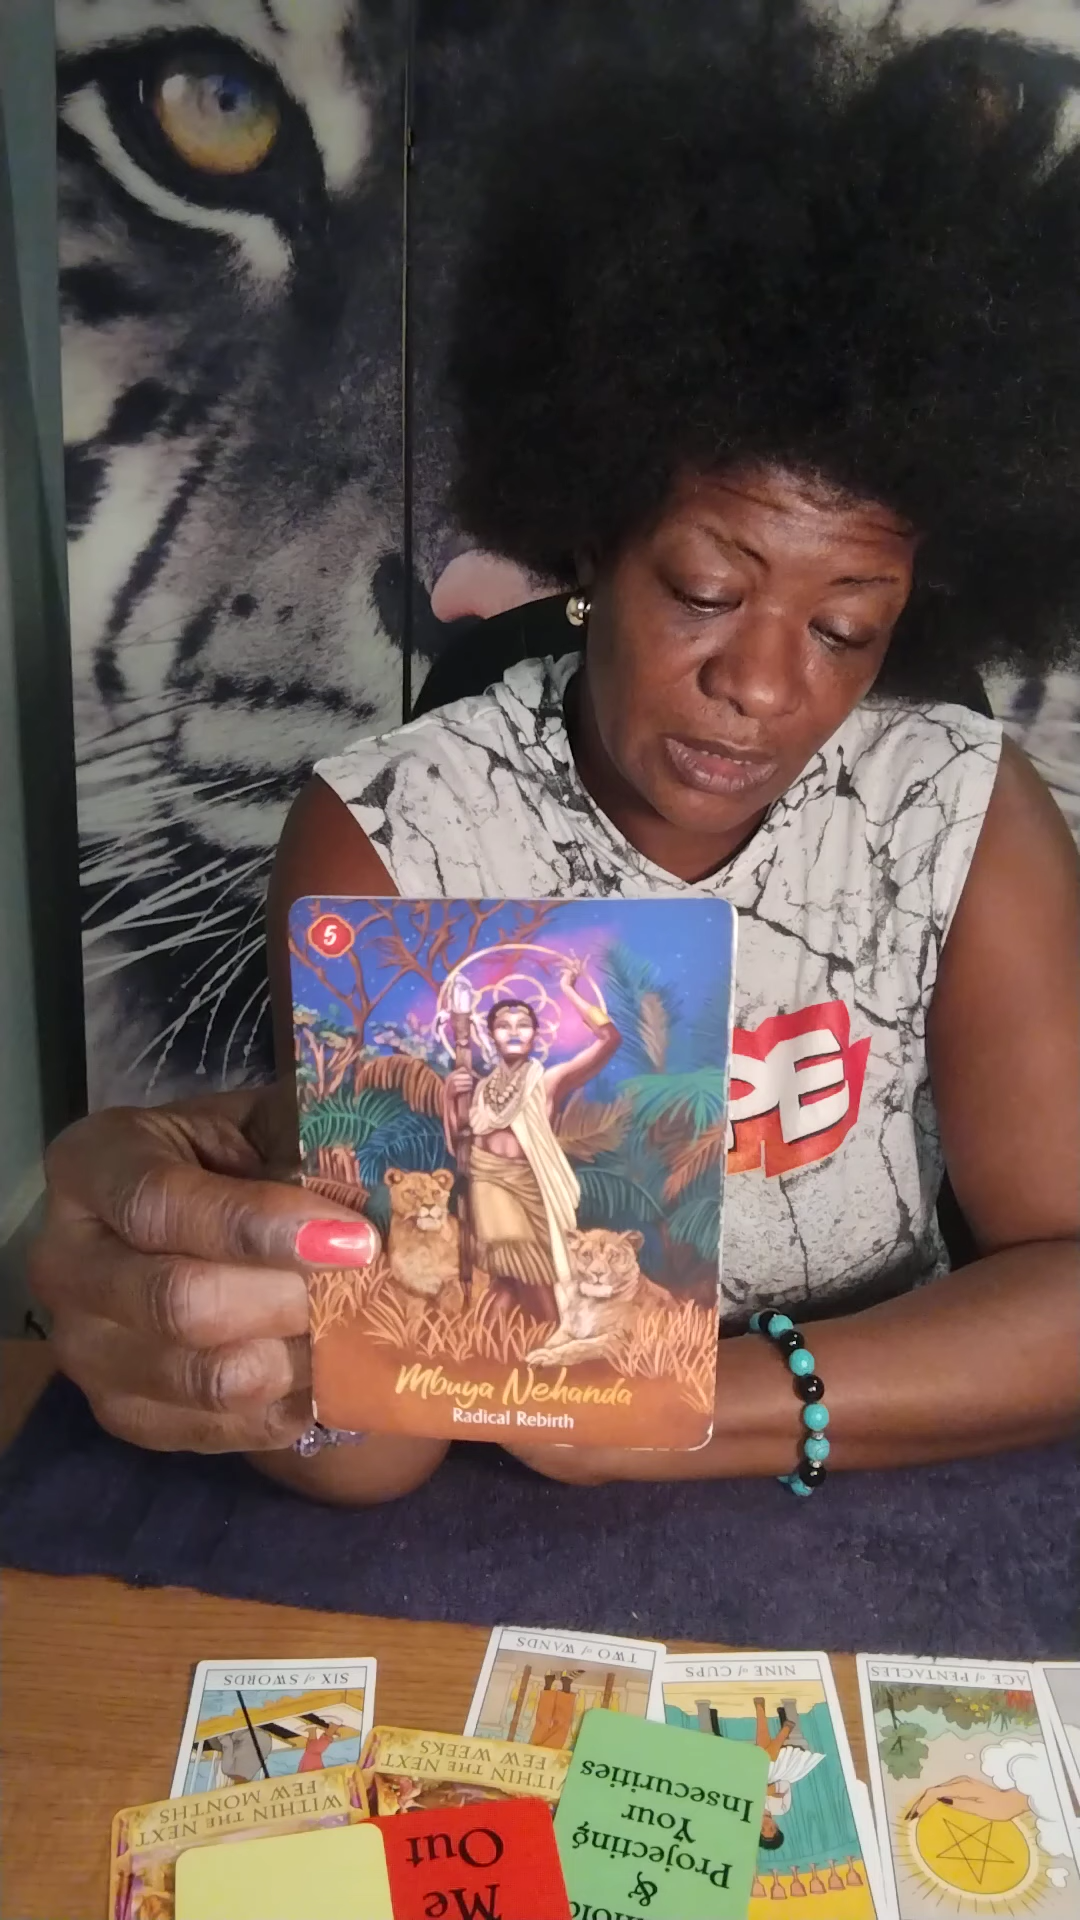 5
PE
Mbuya Nehanda
Radical Rebirth
SIX of SWORDS
TWO of WANDS
NINE of CUPS
ACE of PENTACLES
WITHIN THE NEXT
FEW WEEKS
WITHIN THE NEXT
FEW MONTHS
Me
Out
&
Projecting
Your
Insecurities